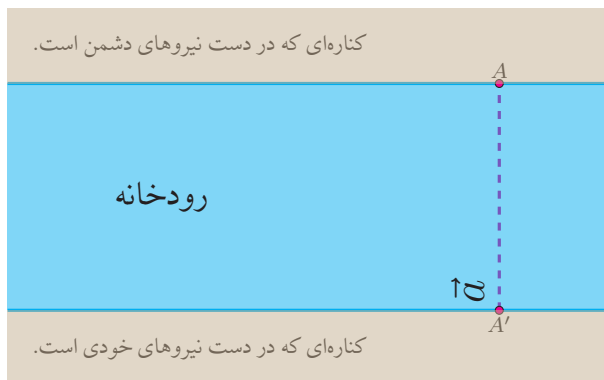 کناره‌ای که در دست نیروهای دشمن است.
A
رودخانه
a⃗
A′
کناره‌ای که در دست نیروهای خودی است.